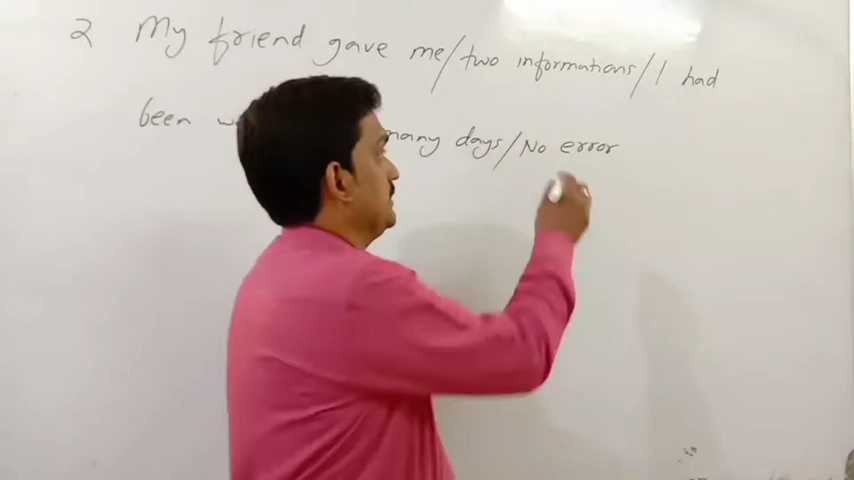 2 My friend gave me/two informations/I had
been many days/No error